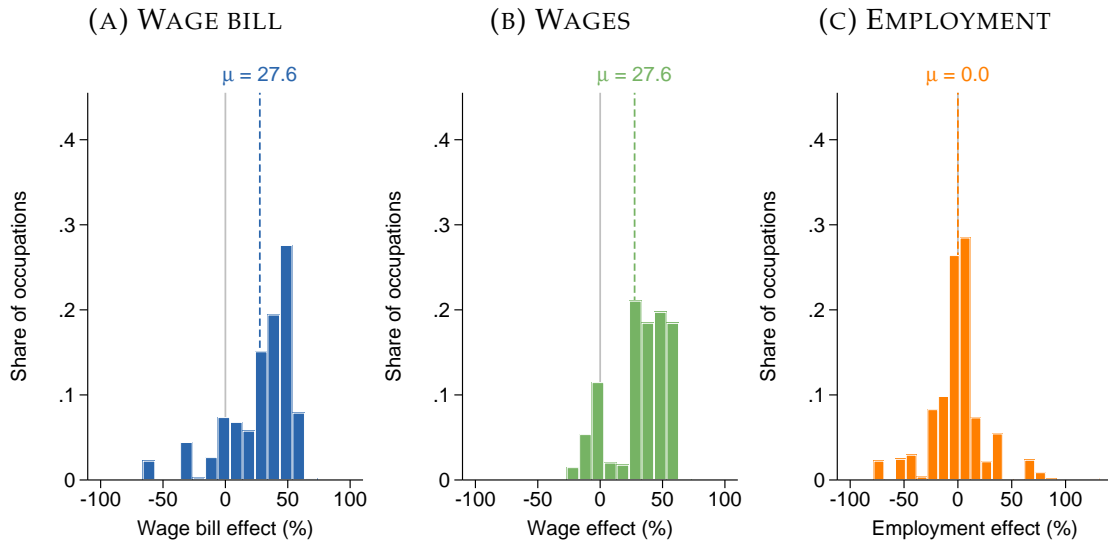 (A) WAGE BILL
(B) WAGES
(C) EMPLOYMENT
μ = 27.6
μ = 27.6
μ = 0.0
Share of occupations
.4
.3
.2
.1
0
-100 -50 0 50 100
Wage bill effect (%)
Share of occupations
.4
.3
.2
.1
0
-100 -50 0 50 100
Wage effect (%)
Share of occupations
.4
.3
.2
.1
0
-100 -50 0 50 100
Employment effect (%)